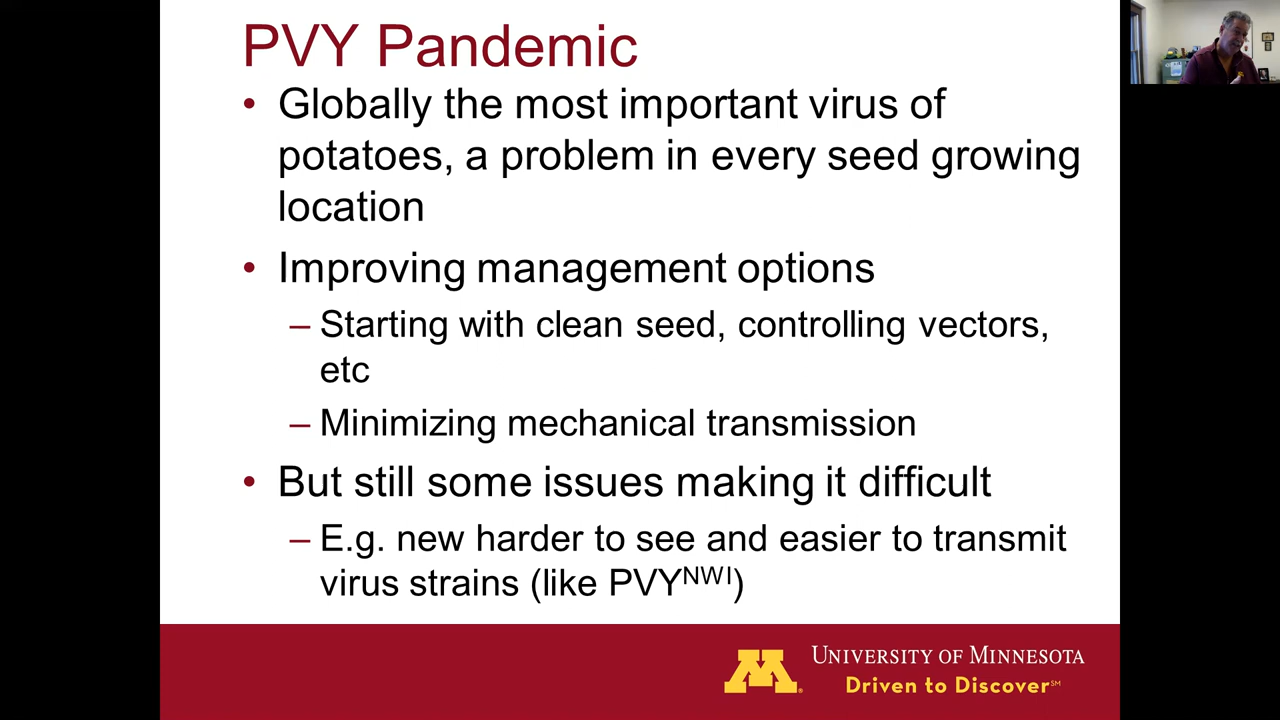 PVY Pandemic
• Globally the most important virus of
potatoes, a problem in every seed growing
location
• Improving management options
– Starting with clean seed, controlling vectors,
etc
– Minimizing mechanical transmission
• But still some issues making it difficult
– E.g. new harder to see and easier to transmit
virus strains (like PVYᴺᵂᴵ)
M
UNIVERSITY OF MINNESOTA
Driven to Discover℠